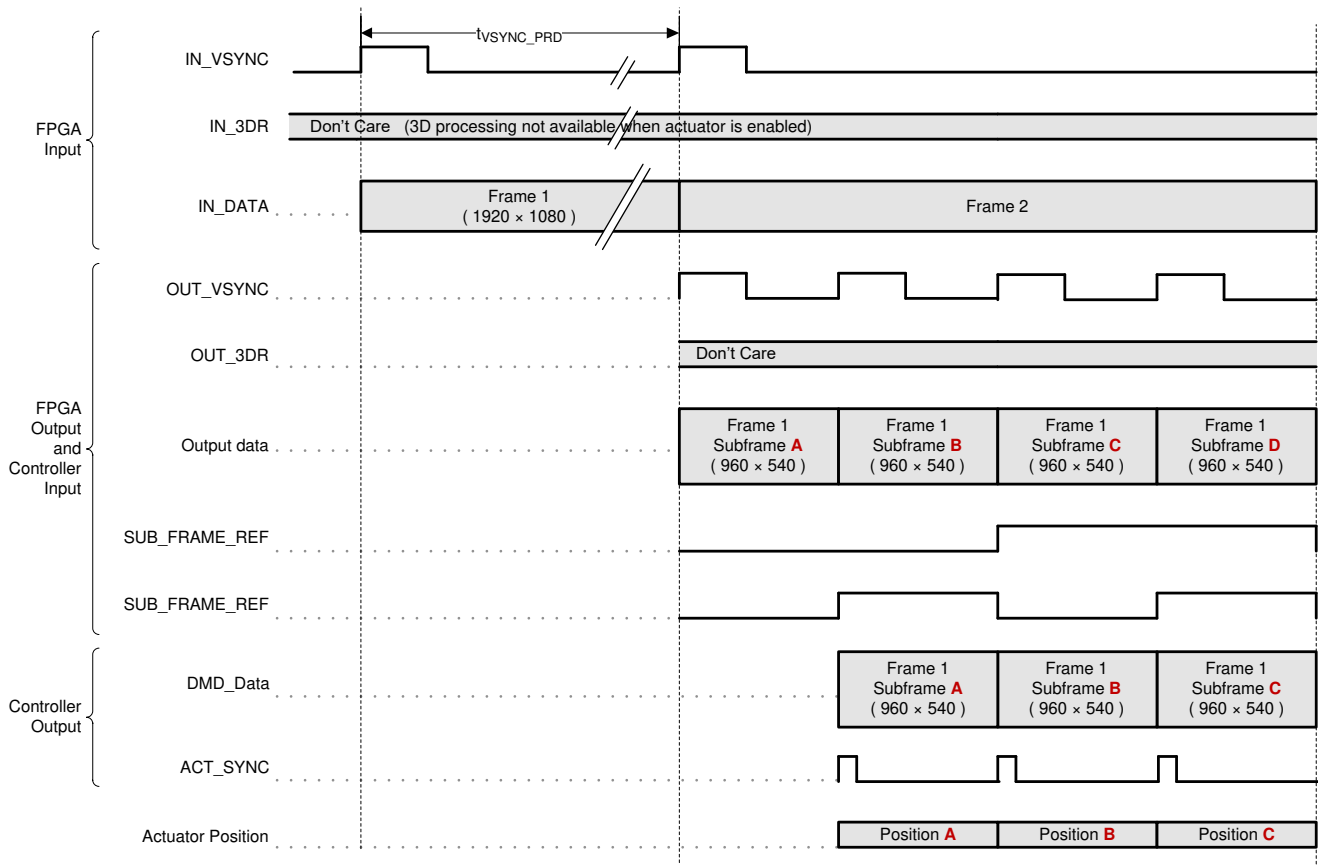 tVSYNC_PRD
IN_VSYNC
FPGA
Input
IN_3DR
Don't Care (3D processing not available when actuator is enabled)
IN_DATA
Frame 1
( 1920 × 1080 )
Frame 2
OUT_VSYNC
OUT_3DR
Don't Care
FPGA
Output
and
Controller
Input
Output data
Frame 1
Subframe A
( 960 × 540 )
Frame 1
Subframe B
( 960 × 540 )
Frame 1
Subframe C
( 960 × 540 )
Frame 1
Subframe D
( 960 × 540 )
SUB_FRAME_REF
SUB_FRAME_REF
Controller
Output
DMD_Data
Frame 1
Subframe A
( 960 × 540 )
Frame 1
Subframe B
( 960 × 540 )
Frame 1
Subframe C
( 960 × 540 )
ACT_SYNC
Actuator Position
Position A
Position B
Position C